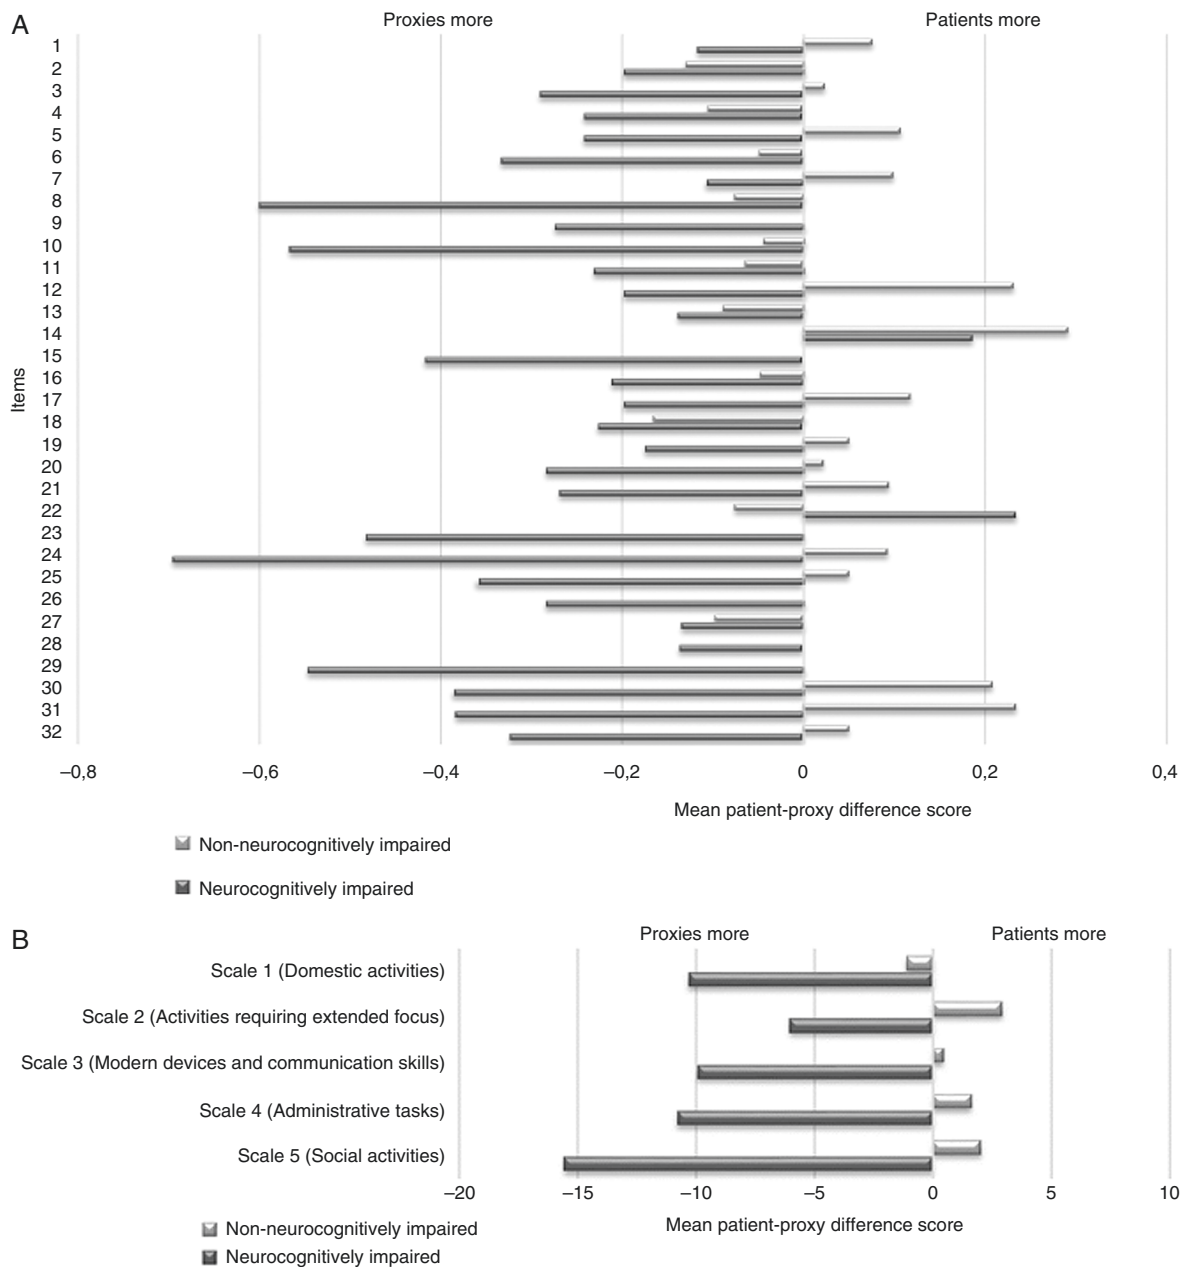 A
Proxies more Patients more
1
2
3
4
5
6
7
8
9
10
11
12
13
14
15
16
17
18
19
20
21
22
23
24
25
26
27
28
29
30
31
32
Items
–0,8 –0,6 –0,4 –0,2 0 0,2 0,4
Mean patient-proxy difference score
Non-neurocognitively impaired
Neurocognitively impaired
B
Proxies more Patients more
Scale 1 (Domestic activities)
Scale 2 (Activities requiring extended focus)
Scale 3 (Modern devices and communication skills)
Scale 4 (Administrative tasks)
Scale 5 (Social activities)
–20 –15 –10 –5 0 5 10
Mean patient-proxy difference score
Non-neurocognitively impaired
Neurocognitively impaired